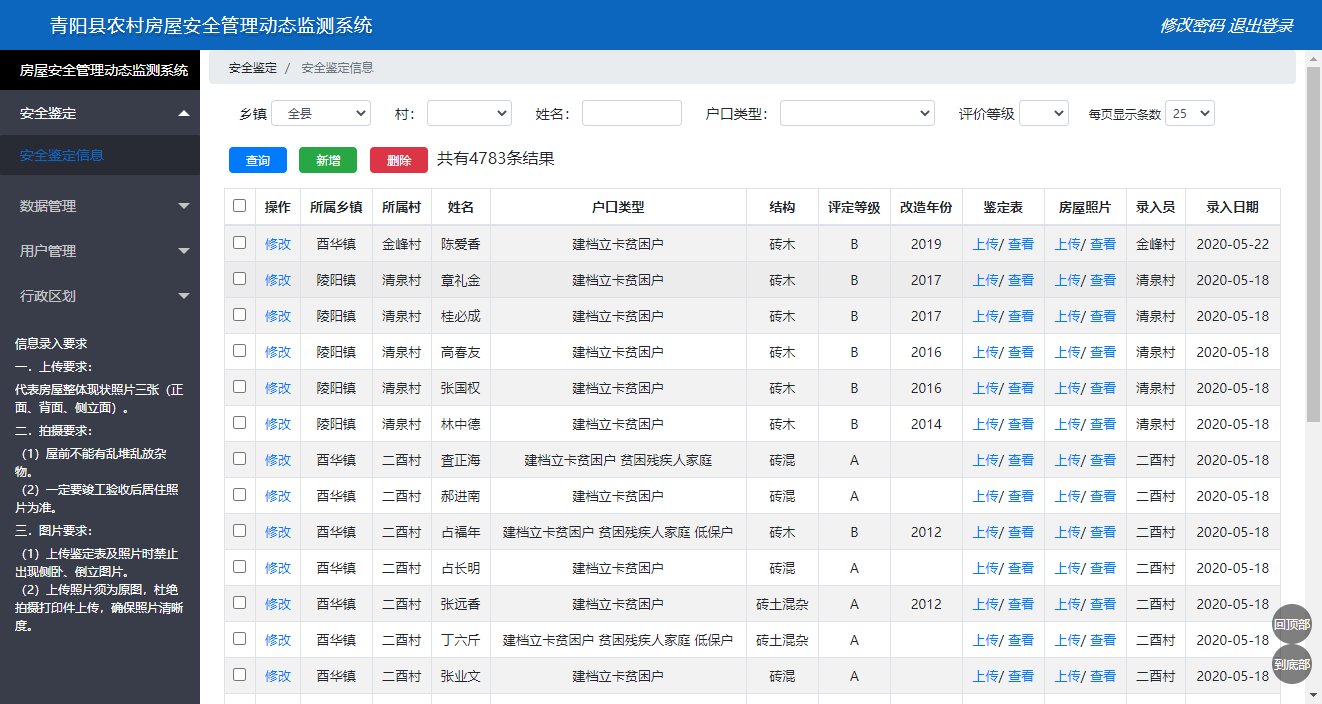 青阳县农村房屋安全管理动态监测系统 修改密码 退出登录
房屋安全管理动态监测系统
安全鉴定
安全鉴定信息
数据管理
用户管理
行政区划
信息录入要求
一．上传要求：
代表房屋整体现状照片三张（正
面、背面、侧立面）。
二．拍摄要求：
（1）屋前不能有乱堆乱放杂
物。
（2）一定要竣工验收后居住照
片为准。
三．图片要求：
（1）上传鉴定表及照片时禁止
出现侧卧、倒立图片。
（2）上传照片须为原图，杜绝
拍摄打印件上传，确保照片清晰
度。
安全鉴定 / 安全鉴定信息
乡镇 全县 村： 姓名： 户口类型： 评价等级 每页显示条数 25
查询 新增 删除 共有4783条结果
操作 所属乡镇 所属村 姓名 户口类型 结构 评定等级 改造年份 鉴定表 房屋照片 录入员 录入日期
修改 酉华镇 金峰村 陈爱香 建档立卡贫困户 砖木 B 2019 上传/ 查看 上传/ 查看 金峰村 2020-05-22
修改 陵阳镇 清泉村 章礼金 建档立卡贫困户 砖木 B 2017 上传/ 查看 上传/ 查看 清泉村 2020-05-18
修改 陵阳镇 清泉村 桂必成 建档立卡贫困户 砖木 B 2017 上传/ 查看 上传/ 查看 清泉村 2020-05-18
修改 陵阳镇 清泉村 高春友 建档立卡贫困户 砖木 B 2016 上传/ 查看 上传/ 查看 清泉村 2020-05-18
修改 陵阳镇 清泉村 张国权 建档立卡贫困户 砖木 B 2016 上传/ 查看 上传/ 查看 清泉村 2020-05-18
修改 陵阳镇 清泉村 林中德 建档立卡贫困户 砖木 B 2014 上传/ 查看 上传/ 查看 清泉村 2020-05-18
修改 酉华镇 二酉村 查正海 建档立卡贫困户 贫困残疾人家庭 砖混 A 上传/ 查看 上传/ 查看 二酉村 2020-05-18
修改 酉华镇 二酉村 郝进南 建档立卡贫困户 砖混 A 上传/ 查看 上传/ 查看 二酉村 2020-05-18
修改 酉华镇 二酉村 占福年 建档立卡贫困户 贫困残疾人家庭 低保户 砖木 B 2012 上传/ 查看 上传/ 查看 二酉村 2020-05-18
修改 酉华镇 二酉村 占长明 建档立卡贫困户 砖混 A 上传/ 查看 上传/ 查看 二酉村 2020-05-18
修改 酉华镇 二酉村 张远香 建档立卡贫困户 砖土混杂 A 2012 上传/ 查看 上传/ 查看 二酉村 2020-05-18
修改 酉华镇 二酉村 丁六斤 建档立卡贫困户 贫困残疾人家庭 低保户 砖土混杂 A 上传/ 查看 上传/ 查看 二酉村 2020-05-18
修改 酉华镇 二酉村 张业文 建档立卡贫困户 砖混 A 上传/ 查看 上传/ 查看 二酉村 2020-05-18
回顶部
到底部